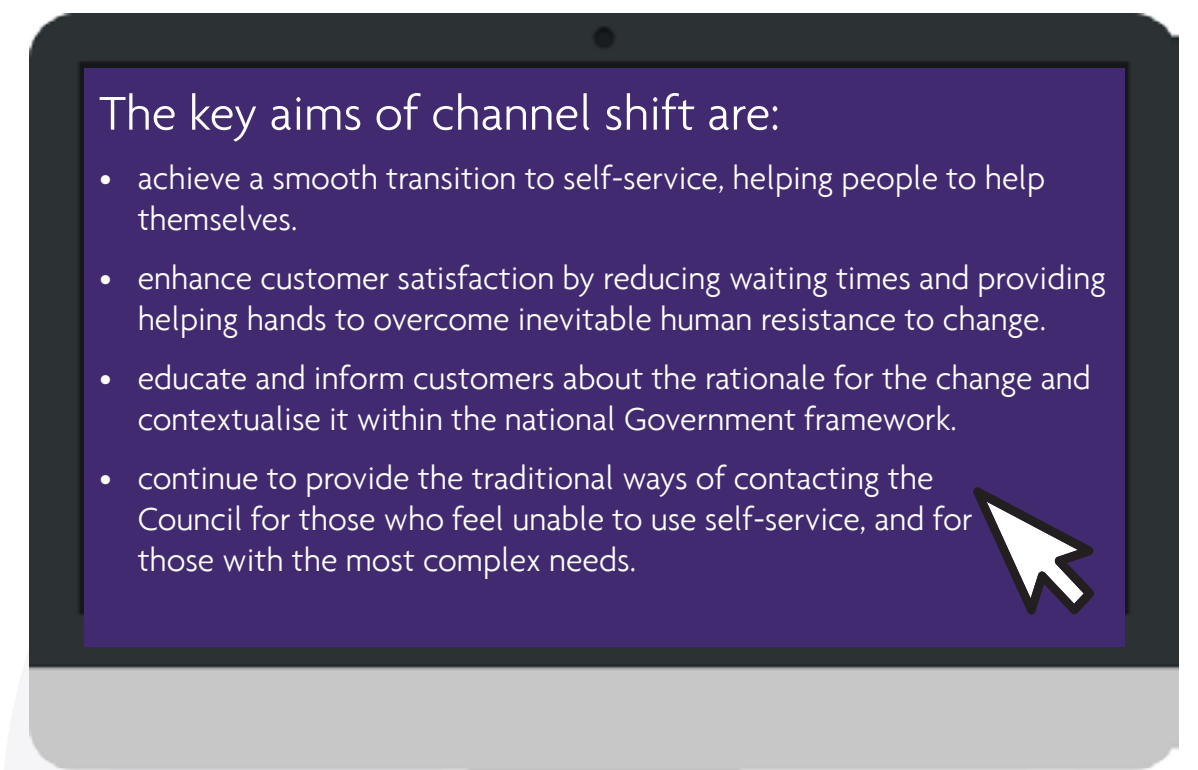 The key aims of channel shift are:
• achieve a smooth transition to self-service, helping people to help
themselves.
• enhance customer satisfaction by reducing waiting times and providing
helping hands to overcome inevitable human resistance to change.
• educate and inform customers about the rationale for the change and
contextualise it within the national Government framework.
• continue to provide the traditional ways of contacting the
Council for those who feel unable to use self-service, and for
those with the most complex needs.